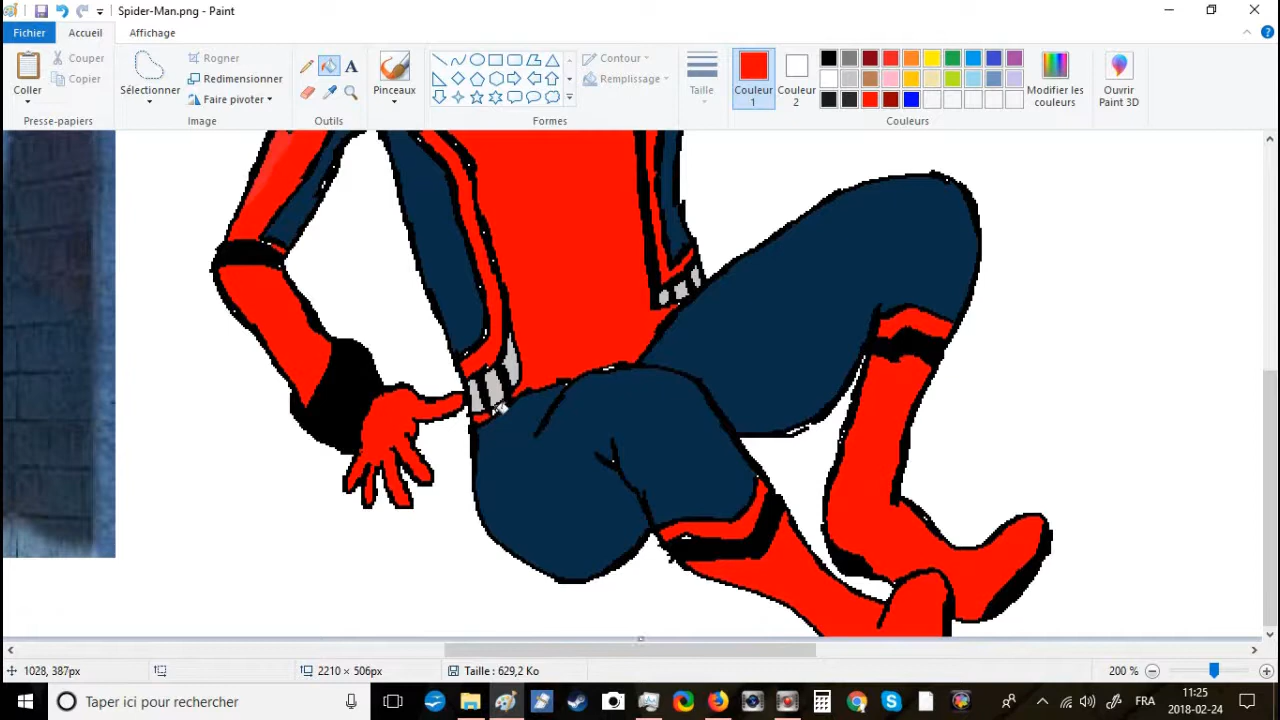 Spider-Man.png - Paint
Fichier
Accueil
Affichage
Coller
Couper
Copier
Presse-papiers
Sélectionner
Rogner
Redimensionner
Faire pivoter
Image
A
Outils
Pinceaux
Contour
Remplissage
Formes
Taille
Couleur
1
Couleur
2
Modifier les
couleurs
Couleurs
Ouvrir
Paint 3D
1028, 387px
2210 × 506px
Taille : 629,2 Ko
200 %
Taper ici pour rechercher
FRA
11:25
2018-02-24